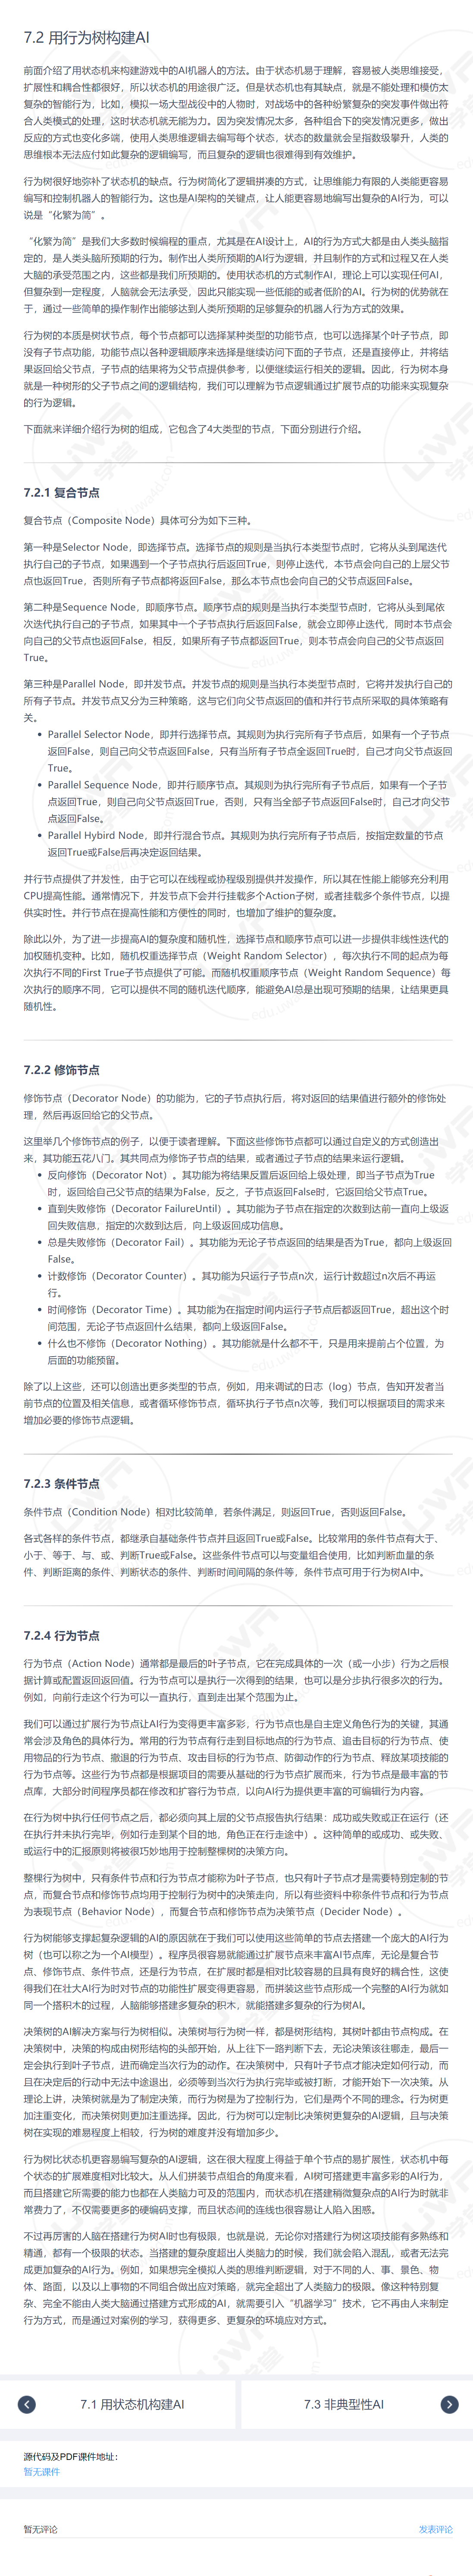 7.2 用行为树构建AI
前面介绍了用状态机来构建游戏中的AI机器人的方法。由于状态机易于理解，容易被人类思维接受，
扩展性和耦合性都很好，所以状态机的用途很广泛。但是状态机也有其缺点，就是不能处理和模仿太
复杂的智能行为，比如，模拟一场大型战役中的人物时，对战场中的各种纷繁复杂的突发事件做出符
合人类模式的处理，这时状态机就无能为力。因为突发情况太多，各种组合下的突发情况更多，做出
反应的方式也变化多端，使用人类思维逻辑去编写每个状态，状态的数量就会呈指数级攀升，人类的
思维根本无法应付如此复杂的逻辑编写，而且复杂的逻辑也很难得到有效维护。
行为树很好地弥补了状态机的缺点。行为树简化了逻辑拼凑的方式，让思维能力有限的人类能更容易
编写和控制机器人的智能行为。这也是AI架构的关键点，让人能更容易地编写出复杂的AI行为，可以
说是“化繁为简”。
“化繁为简”是我们大多数时候编程的重点，尤其是在AI设计上，AI的行为方式大都是由人类头脑指
定的，是人类头脑所预期的行为。制作出人类所预期的AI行为逻辑，并且制作的方式和过程又在人类
大脑的承受范围之内，这些都是我们所预期的。使用状态机的方式制作AI，理论上可以实现任何AI，
但复杂到一定程度，人脑就会无法承受，因此只能实现一些低能的或者低阶的AI。行为树的优势就在
于，通过一些简单的操作制作出能够达到人类所预期的足够复杂的机器人行为方式的效果。
行为树的本质是树状节点，每个节点都可以选择某种类型的功能节点，也可以选择某个叶子节点，即
没有子节点功能，功能节点以各种逻辑顺序来选择是继续访问下面的子节点，还是直接停止，并将结
果返回给父节点，子节点的结果将为父节点提供参考，以便继续运行相关的逻辑。因此，行为树本身
就是一种树形的父子节点之间的逻辑结构，我们可以理解为节点逻辑通过扩展节点的功能来实现复杂
的行为逻辑。
下面就来详细介绍行为树的组成，它包含了4大类型的节点，下面分别进行介绍。
7.2.1 复合节点
复合节点（Composite Node）具体可分为如下三种。
第一种是Selector Node，即选择节点。选择节点的规则是当执行本类型节点时，它将从头到尾迭代
执行自己的子节点，如果遇到一个子节点执行后返回True，则停止迭代，本节点会向自己的上层父节
点也返回True，否则所有子节点都将返回False，那么本节点也会向自己的父节点返回False。
第二种是Sequence Node，即顺序节点。顺序节点的规则是当执行本类型节点时，它将从头到尾依
次迭代执行自己的子节点，如果其中一个子节点执行后返回False，就会立即停止迭代，同时本节点会
向自己的父节点也返回False，相反，如果所有子节点都返回True，则本节点会向自己的父节点返回
True。
第三种是Parallel Node，即并发节点。并发节点的规则是当执行本类型节点时，它将并发执行自己的
所有子节点。并发节点又分为三种策略，这与它们向父节点返回的值和并行节点所采取的具体策略有
关。
• Parallel Selector Node，即并行选择节点。其规则为执行完所有子节点后，如果有一个子节点
返回False，则自己向父节点返回False，只有当所有子节点全返回True时，自己才向父节点返回
True。
• Parallel Sequence Node，即并行顺序节点。其规则为执行完所有子节点后，如果有一个子节
点返回True，则自己向父节点返回True，否则，只有当全部子节点返回False时，自己才向父节
点返回False。
• Parallel Hybird Node，即并行混合节点。其规则为执行完所有子节点后，按指定数量的节点
返回True或False后再决定返回结果。
并行节点提供了并发性，由于它可以在线程或协程级别提供并发操作，所以其在性能上能够充分利用
CPU提高性能。通常情况下，并发节点下会并行挂载多个Action子树，或者挂载多个条件节点，以提
供实时性。并行节点在提高性能和方便性的同时，也增加了维护的复杂度。
除此以外，为了进一步提高AI的复杂度和随机性，选择节点和顺序节点可以进一步提供非线性迭代的
加权随机变种。比如，随机权重选择节点（Weight Random Selector），每次执行不同的起点为每
次执行不同的First True子节点提供了可能。而随机权重顺序节点（Weight Random Sequence）每
次执行的顺序不同，它可以提供不同的随机迭代顺序，能避免AI总是出现可预期的结果，让结果更具
随机性。
7.2.2 修饰节点
修饰节点（Decorator Node）的功能为，它的子节点执行后，将对返回的结果值进行额外的修饰处
理，然后再返回给它的父节点。
这里举几个修饰节点的例子，以便于读者理解。下面这些修饰节点都可以通过自定义的方式创造出
来，其功能五花八门。其共同点为修饰子节点的结果，或者通过子节点的结果来运行逻辑。
• 反向修饰（Decorator Not）。其功能为将结果反置后返回给上级处理，即当子节点为True
时，返回给自己父节点的结果为False，反之，子节点返回False时，它返回给父节点True。
• 直到失败修饰（Decorator FailureUntil）。其功能为子节点在指定的次数到达前一直向上级返
回失败信息，指定的次数到达后，向上级返回成功信息。
• 总是失败修饰（Decorator Fail）。其功能为无论子节点返回的结果是否为True，都向上级返回
False。
• 计数修饰（Decorator Counter）。其功能为只运行子节点n次，运行计数超过n次后不再运
行。
• 时间修饰（Decorator Time）。其功能为在指定时间内运行子节点后都返回True，超出这个时
间范围，无论子节点返回什么结果，都向上级返回False。
• 什么也不修饰（Decorator Nothing）。其功能就是什么都不干，只是用来提前占个位置，为
后面的功能预留。
除了以上这些，还可以创造出更多类型的节点，例如，用来调试的日志（log）节点，告知开发者当
前节点的位置及相关信息，或者循环修饰节点，循环执行子节点n次等，我们可以根据项目的需求来
增加必要的修饰节点逻辑。
7.2.3 条件节点
条件节点（Condition Node）相对比较简单，若条件满足，则返回True，否则返回False。
各式各样的条件节点，都继承自基础条件节点并且返回True或False。比较常用的条件节点有大于、
小于、等于、与、或、判断True或False。这些条件节点可以与变量组合使用，比如判断血量的条
件、判断距离的条件、判断状态的条件、判断时间间隔的条件等，条件节点可用于行为树AI中。
7.2.4 行为节点
行为节点（Action Node）通常都是最后的叶子节点，它在完成具体的一次（或一小步）行为之后根
据计算或配置返回返回值。行为节点可以是执行一次得到的结果，也可以是分步执行很多次的行为。
例如，向前行走这个行为可以一直执行，直到走出某个范围为止。
我们可以通过扩展行为节点让AI行为变得更丰富多彩，行为节点也是自主定义角色行为的关键，其通
常会涉及角色的具体行为。常用的行为节点有行走到目标地点的行为节点、追击目标的行为节点、使
用物品的行为节点、撤退的行为节点、攻击目标的行为节点、防御动作的行为节点、释放某项技能的
行为节点等。这些行为节点都是根据项目的需要从基础的行为节点扩展而来，行为节点是最丰富的节
点库，大部分时间程序员都在修改和扩容行为节点，以向AI行为提供更丰富的可编辑行为内容。
在行为树中执行任何节点之后，都必须向其上层的父节点报告执行结果：成功或失败或正在运行（还
在执行并未执行完毕，例如行走到某个目的地，角色正在行走途中）。这种简单的或成功、或失败、
或运行中的汇报原则将被很巧妙地用于控制整棵树的决策方向。
整棵行为树中，只有条件节点和行为节点才能称为叶子节点，也只有叶子节点才是需要特别定制的节
点，而复合节点和修饰节点均用于控制行为树中的决策走向，所以有些资料中称条件节点和行为节点
为表现节点（Behavior Node），而复合节点和修饰节点为决策节点（Decider Node）。
行为树能够支撑起复杂逻辑的AI的原因就在于我们可以使用这些简单的节点去搭建一个庞大的AI行为
树（也可以称之为一个AI模型）。程序员很容易就能通过扩展节点来丰富AI节点库，无论是复合节
点、修饰节点、条件节点，还是行为节点，在扩展时都是相对比较容易的且具有良好的耦合性，这使
得我们在壮大AI行为时对节点的功能性扩展变得更容易，而拼装这些节点形成一个完整的AI行为就如
同一个搭积木的过程，人脑能够搭建多复杂的积木，就能搭建多复杂的行为树AI。
决策树的AI解决方案与行为树相似。决策树与行为树一样，都是树形结构，其树叶都由节点构成。在
决策树中，决策的构成由树形结构的头部开始，从上往下一路判断下去，无论决策该往哪走，最后一
定会执行到叶子节点，进而确定当次行为的动作。在决策树中，只有叶子节点才能决定如何行动，而
且在决定后的行动中无法中途退出，必须等到当次行为执行完毕或被打断，才能开始下一次决策。从
理论上讲，决策树就是为了制定决策，而行为树是为了控制行为，它们是两个不同的理念。行为树更
加注重变化，而决策树则更加注重选择。因此，行为树可以定制比决策树更复杂的AI逻辑，且与决策
树在实现的难易程度上相较，行为树的难度并没有增加多少。
行为树比状态机更容易编写复杂的AI逻辑，这在很大程度上得益于单个节点的易扩展性，状态机中每
个状态的扩展难度相对比较大。从人们拼装节点组合的角度来看，AI树可搭建更丰富多彩的AI行为，
而且搭建它所需要的能力也都在人类脑力可及的范围内，而状态机在搭建稍微复杂点的AI行为时就非
常费力了，不仅需要更多的硬编码支撑，而且状态间的连线也很容易让人陷入困惑。
不过再厉害的人脑在搭建行为树AI时也有极限，也就是说，无论你对搭建行为树这项技能有多熟练和
精通，都有一个极限的状态。当搭建的复杂度超出人类脑力的时候，我们就会陷入混乱，或者无法完
成更加复杂的AI行为。例如，如果想完全模拟人类的思维判断逻辑，对于不同的人、事、景色、物
体、路面，以及以上事物的不同组合做出应对策略，就完全超出了人类脑力的极限。像这种特别复
杂、完全不能由人类大脑通过搭建方式形成的AI，就需要引入“机器学习”技术，它不再由人来制定
行为方式，而是通过对案例的学习，获得更多、更复杂的环境应对方式。
7.1 用状态机构建AI
7.3 非典型性AI
源代码及PDF课件地址：
暂无课件
暂无评论
发表评论